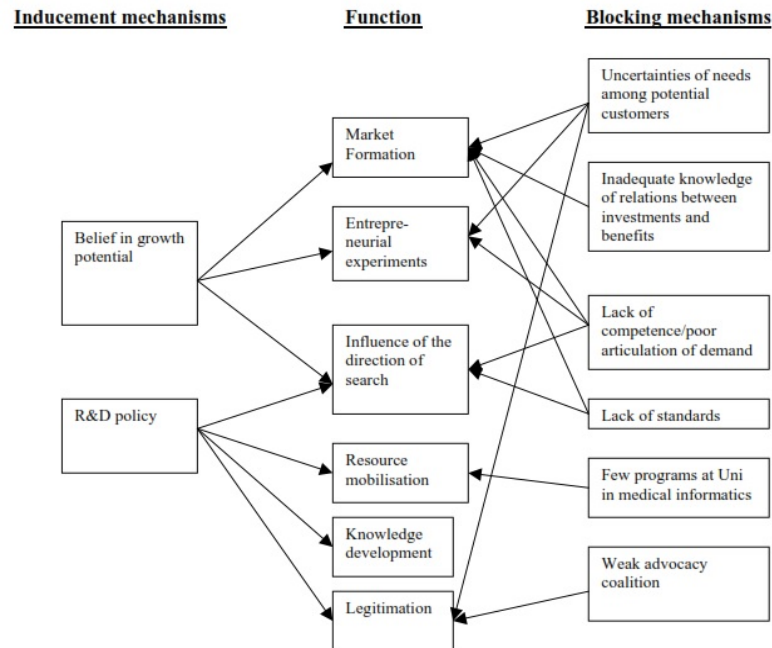 Inducement mechanisms
Function
Blocking mechanisms
Belief in growth
potential
R&D policy
Market
Formation
Entrepre-
neurial
experiments
Influence of the
direction of
search
Resource
mobilisation
Knowledge
development
Legitimation
Uncertainties of needs
among potential
customers
Inadequate knowledge
of relations between
investments and
benefits
Lack of
competence/poor
articulation of demand
Lack of standards
Few programs at Uni
in medical informatics
Weak advocacy
coalition